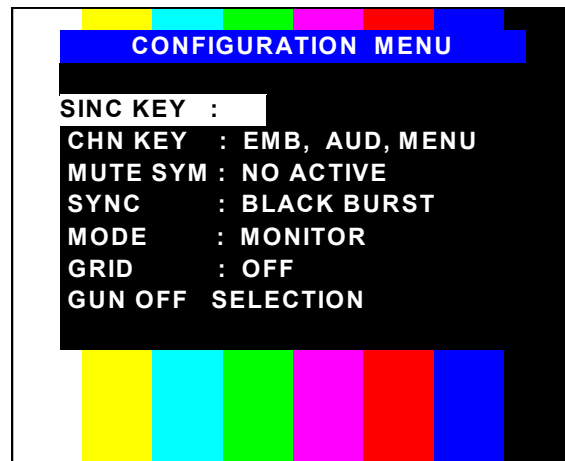 CONFIGURATION MENU
SINC KEY :
CHN KEY : EMB, AUD, MENU
MUTE SYM : NO ACTIVE
SYNC : BLACK BURST
MODE : MONITOR
GRID : OFF
GUN OFF SELECTION